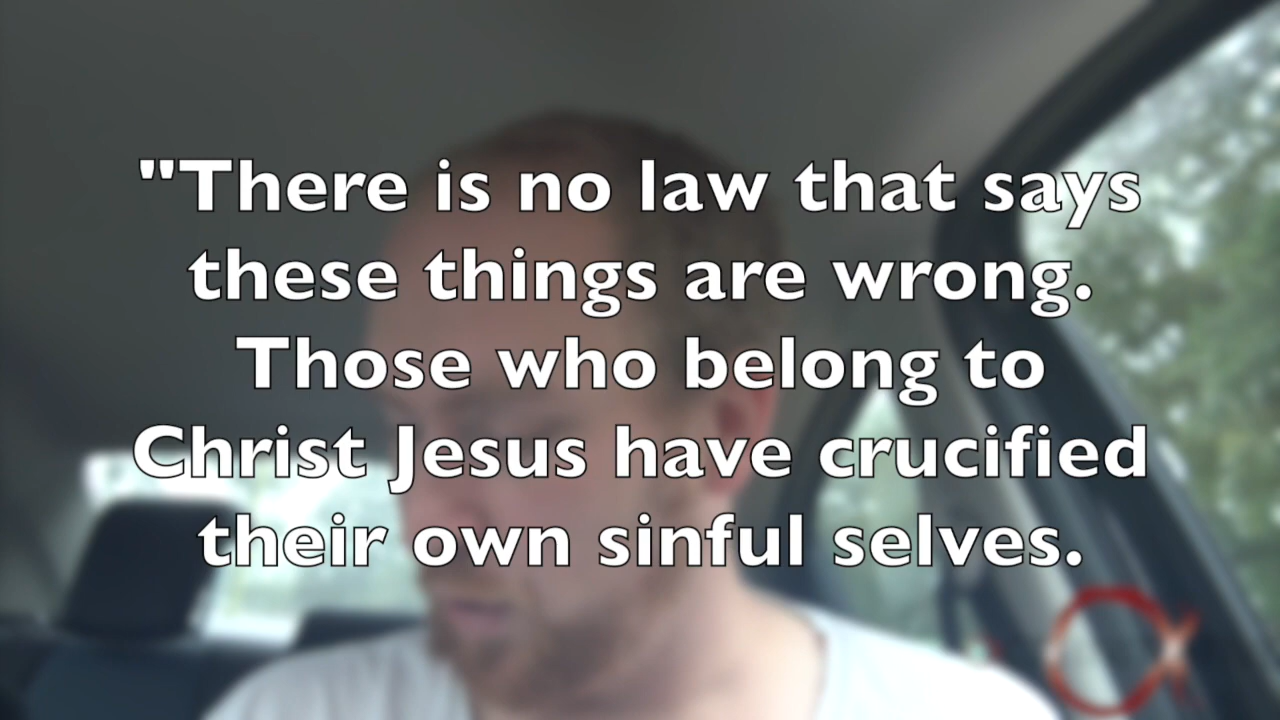 "There is no law that says
these things are wrong.
Those who belong to
Christ Jesus have crucified
their own sinful selves.